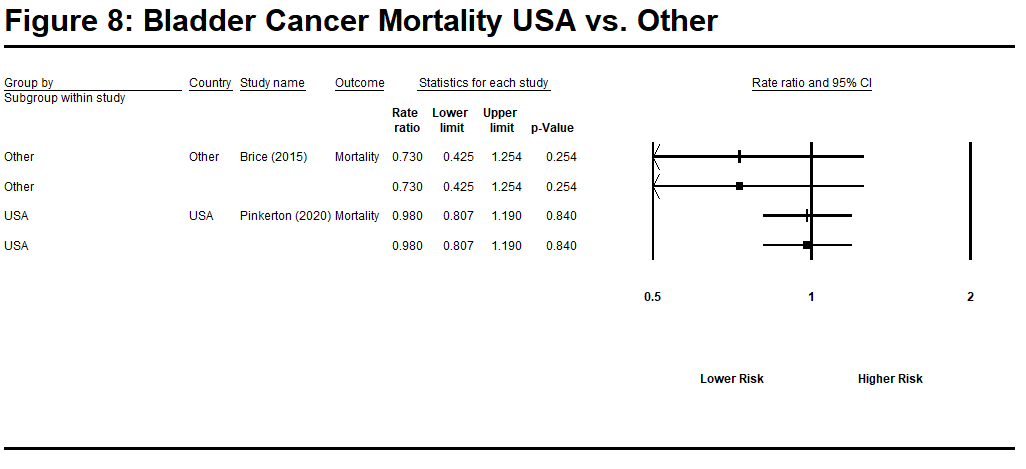 Figure 8: Bladder Cancer Mortality USA vs. Other
Group by Country Study name Outcome Statistics for each study Rate ratio and 95% CI
Subgroup within study
Rate Lower Upper
ratio limit limit p-Value
Other Other Brice (2015) Mortality 0.730 0.425 1.254 0.254
Other 0.730 0.425 1.254 0.254
USA USA Pinkerton (2020) Mortality 0.980 0.807 1.190 0.840
USA 0.980 0.807 1.190 0.840
0.5 1 2
Lower Risk Higher Risk